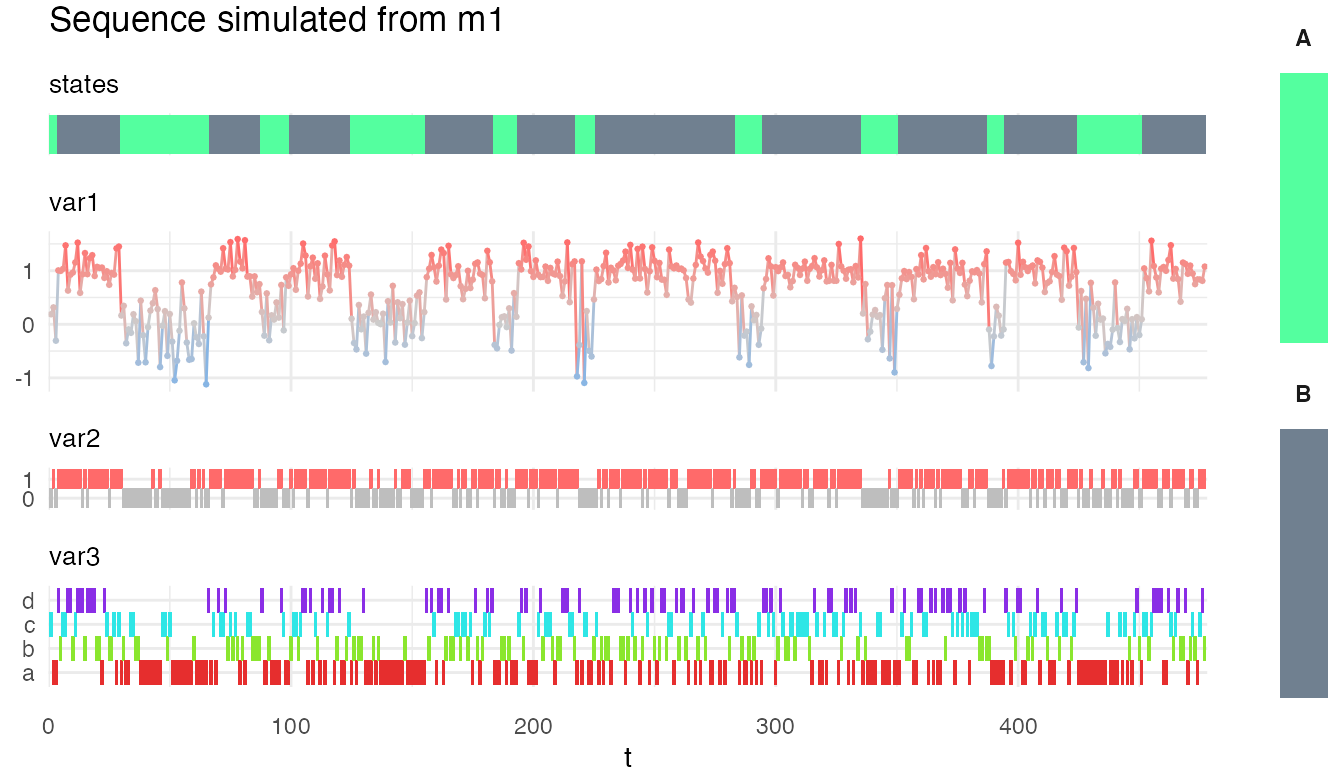 Sequence simulated from m1
states
var1
1
0
-1
var2
1
0
var3
d
c
b
a
0 100 200 300 400
t
A
B